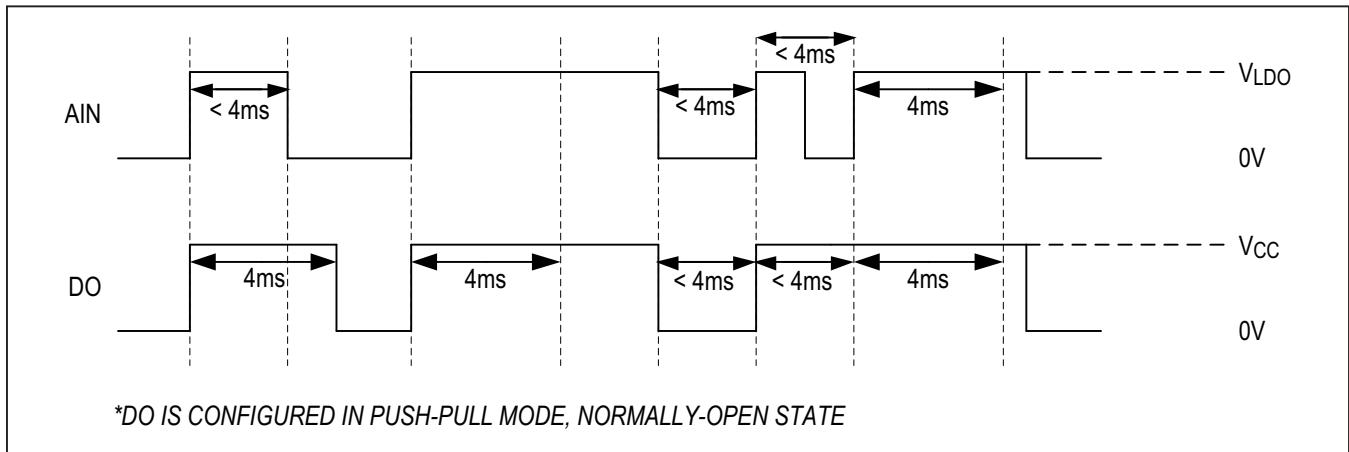 < 4ms
VLDO
AIN
< 4ms
< 4ms
4ms
0V
VCC
DO
4ms
4ms
< 4ms
< 4ms
4ms
0V
*DO IS CONFIGURED IN PUSH-PULL MODE, NORMALLY-OPEN STATE